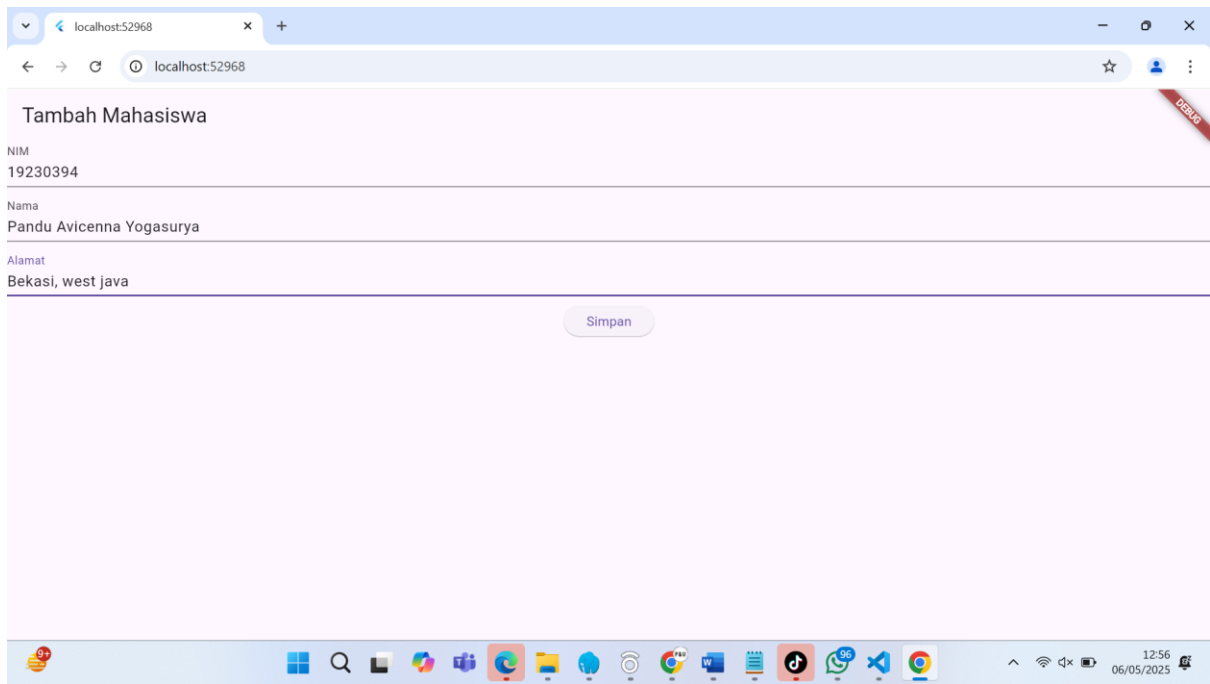 localhost:52968
localhost:52968
Tambah Mahasiswa
DEBUG
NIM
19230394
Nama
Pandu Avicenna Yogasurya
Alamat
Bekasi, west java
Simpan
9+
96
12:56
06/05/2025